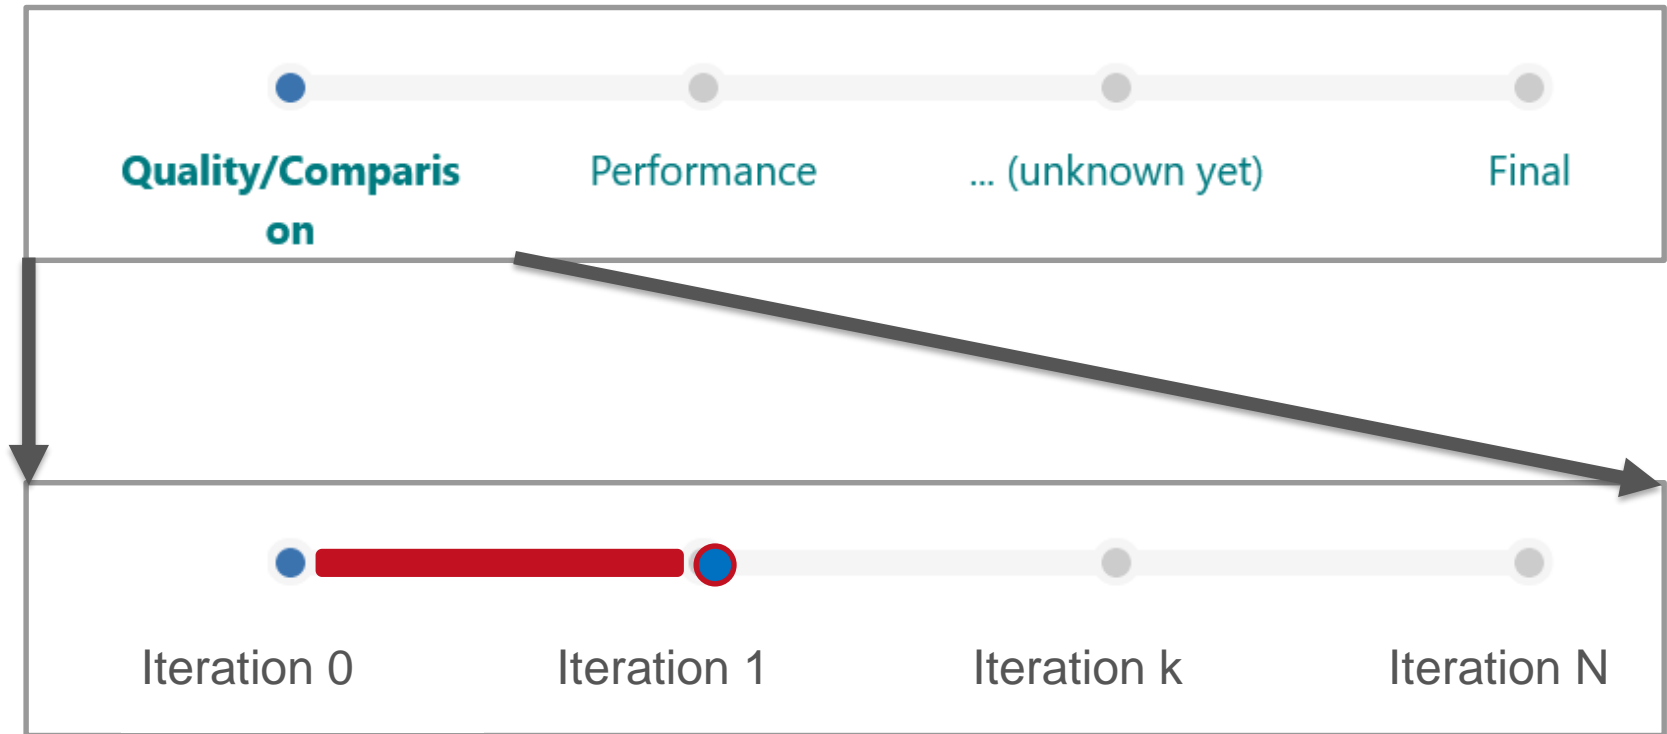 Quality/Comparis
on
Performance
... (unknown yet)
Final
Iteration 0
Iteration 1
Iteration k
Iteration N